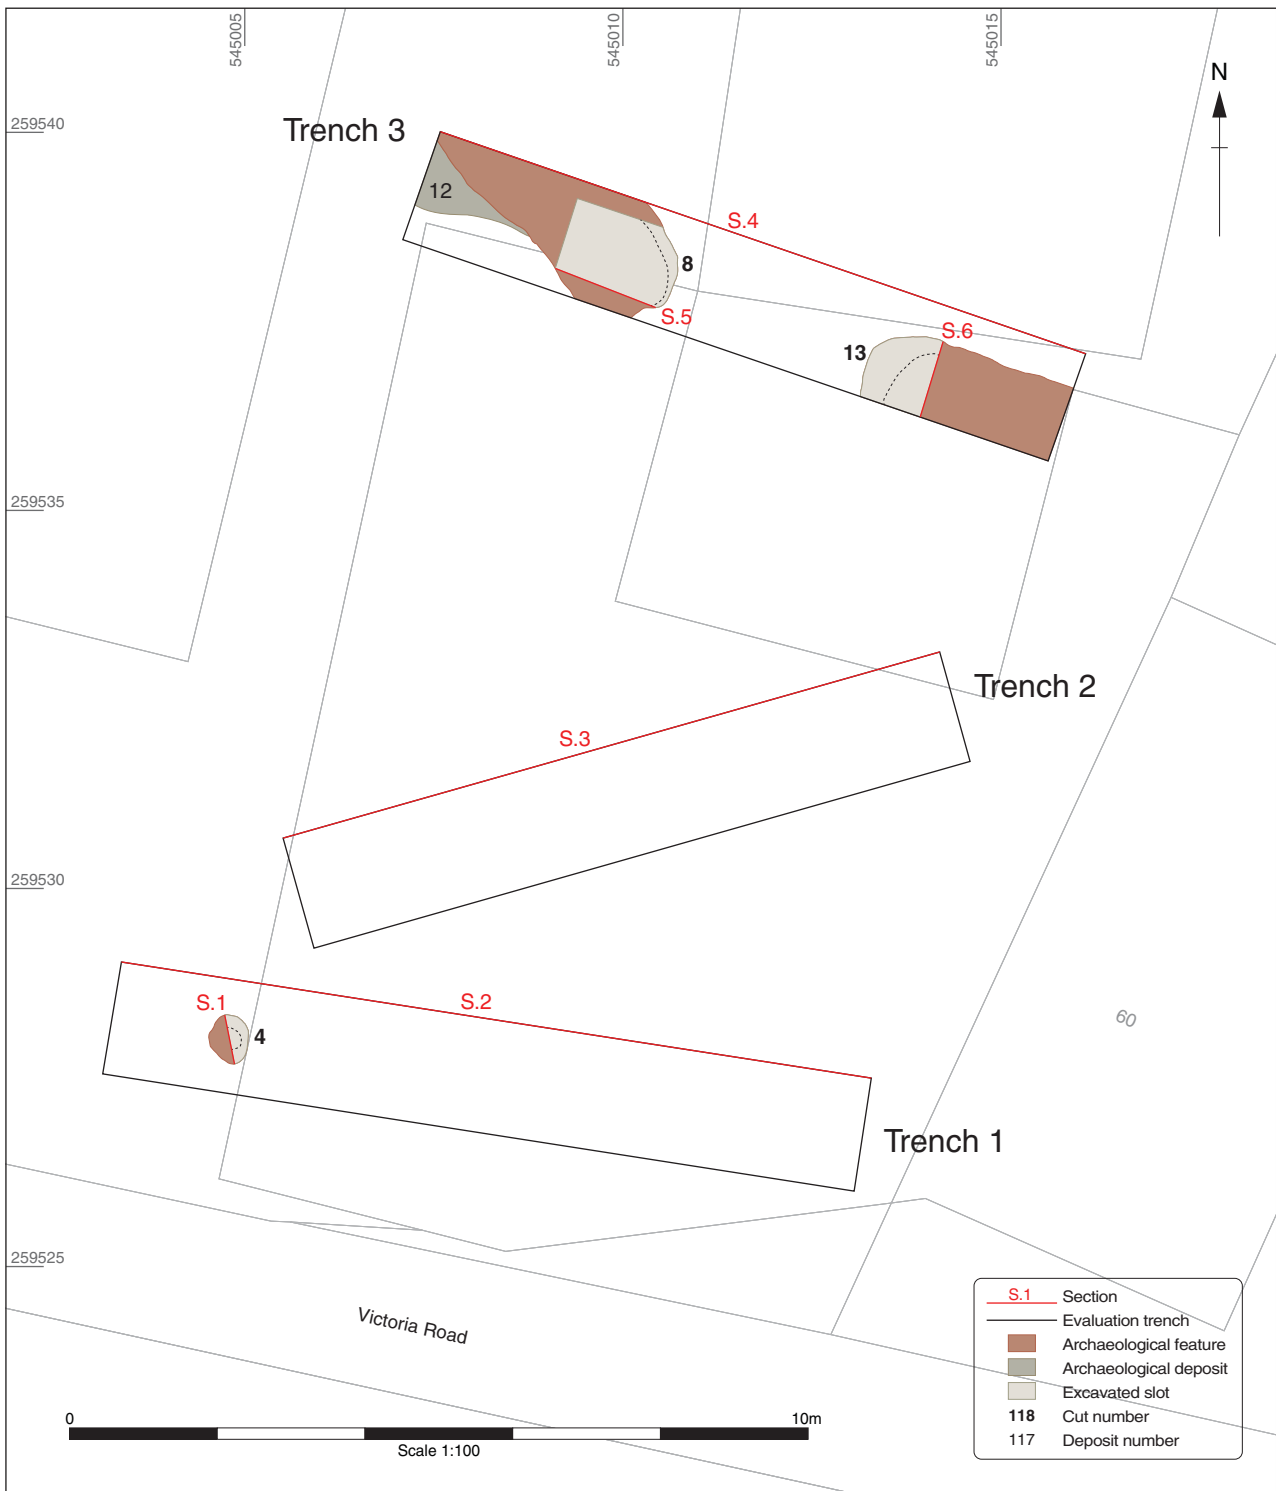 545005
545010
545015
N
259540
Trench 3
12
S.4
8
S.5
S.6
13
259535
Trench 2
S.3
259530
S.1
S.2
4
60
Trench 1
259525
Victoria Road
0
10m
Scale 1:100
S.1 Section
Evaluation trench
Archaeological feature
Archaeological deposit
Excavated slot
118 Cut number
117 Deposit number